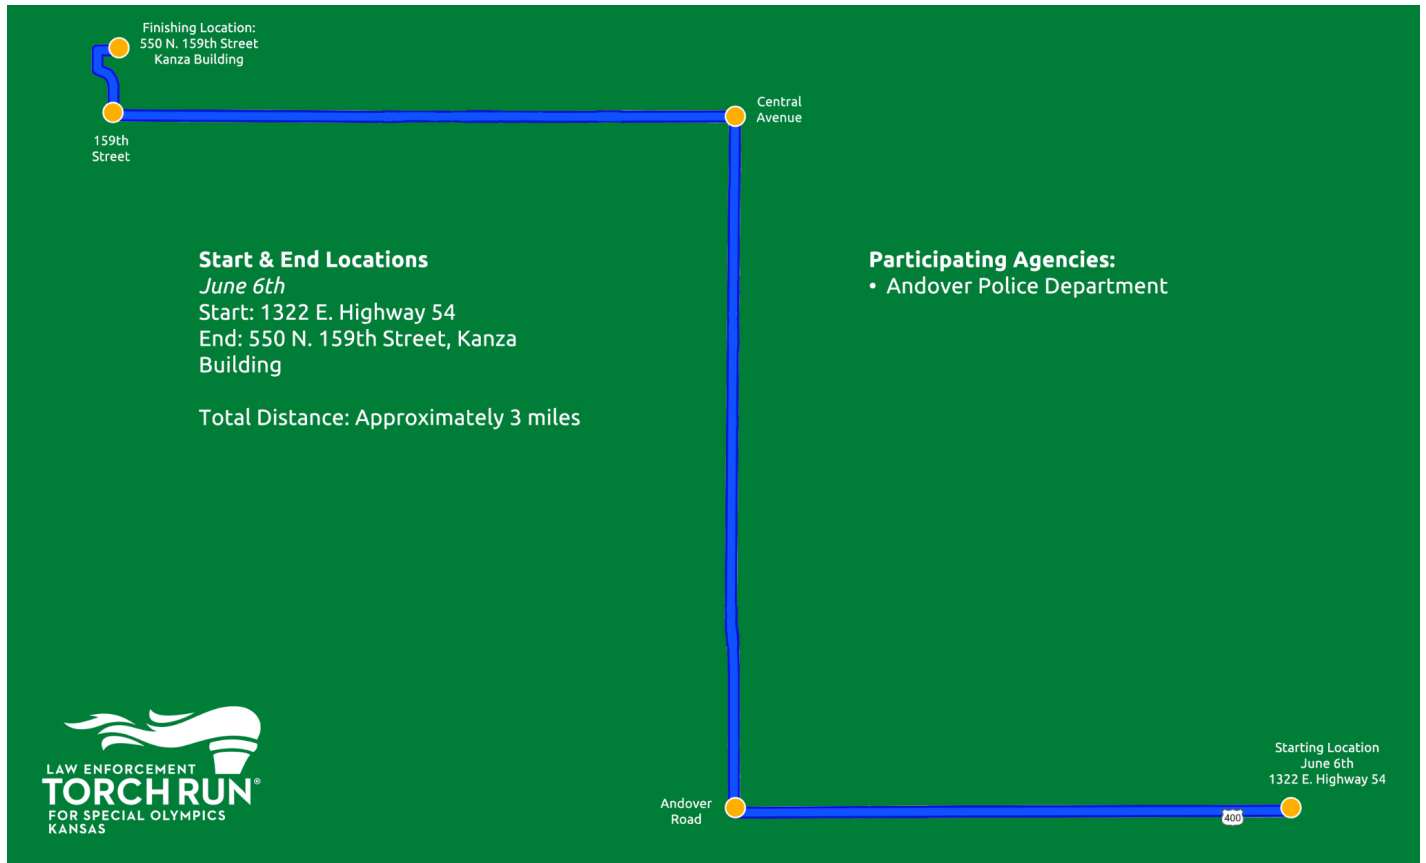 Finishing Location:
550 N. 159th Street
Kanza Building
Central
Avenue
159th
Street
Start & End Locations
June 6th
Start: 1322 E. Highway 54
End: 550 N. 159th Street, Kanza
Building
Total Distance: Approximately 3 miles
Participating Agencies:
• Andover Police Department
Starting Location
June 6th
1322 E. Highway 54
Andover
Road
400
LAW ENFORCEMENT
TORCH RUN®
FOR SPECIAL OLYMPICS
KANSAS